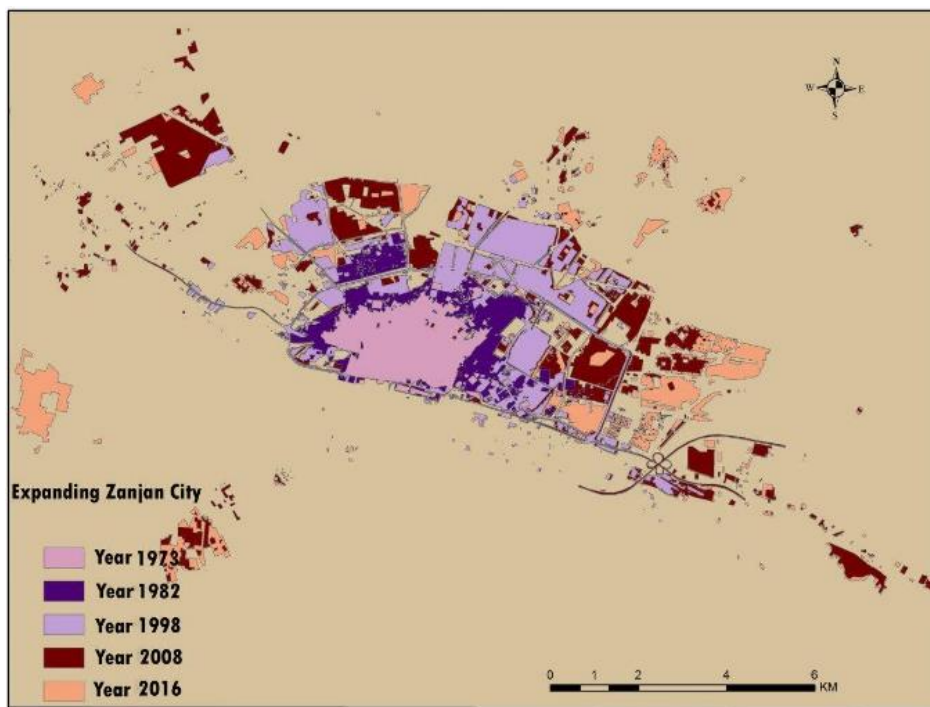 N
W E
S
Expanding Zanjan City
Year 1973
Year 1982
Year 1998
Year 2008
Year 2016
0 1 2 4 6
KM